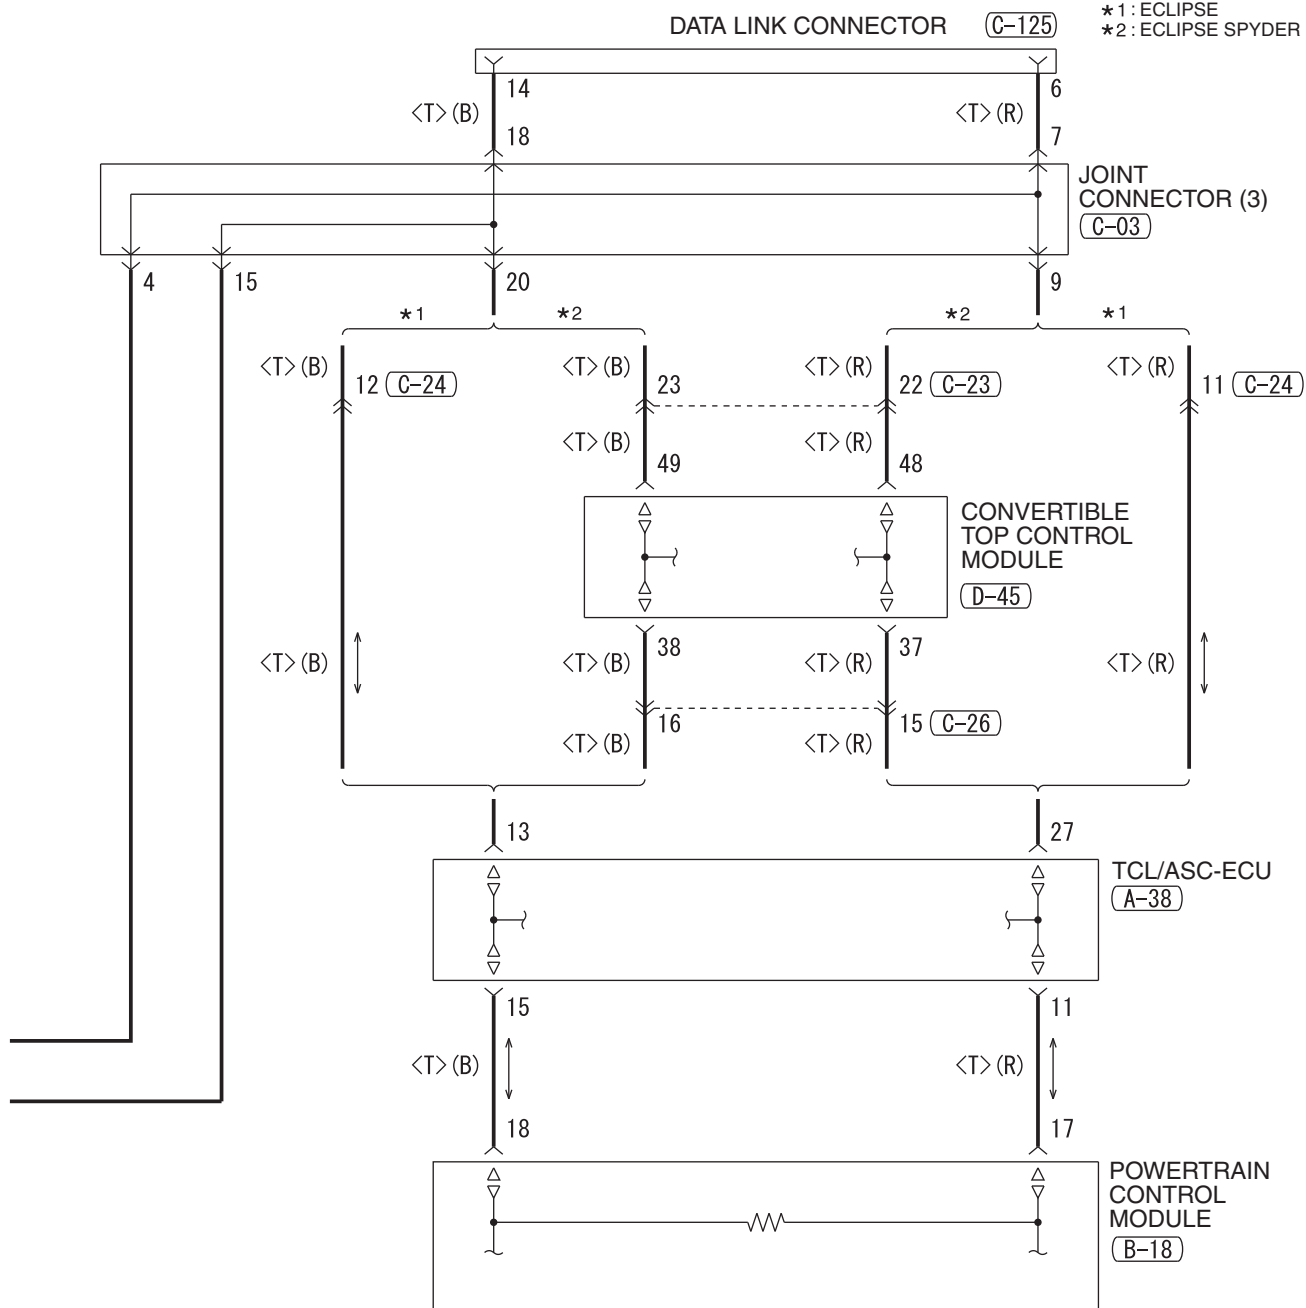 *1 : ECLIPSE
DATA LINK CONNECTOR C-125
*2 : ECLIPSE SPYDER
14 6
<T> (B) <T> (R)
18 7
JOINT
CONNECTOR (3)
C-03
4 15 20 9
*1 *2 *2 *1
<T> (B) <T> (B) <T> (R) <T> (R)
12 C-24 23 22 C-23 11 C-24
<T> (B) <T> (R)
49 48
CONVERTIBLE
TOP CONTROL
MODULE
D-45
38 37
<T> (B) <T> (B) <T> (R) <T> (R)
16 15 C-26
<T> (B) <T> (R)
13 27
TCL/ASC-ECU
A-38
15 11
<T> (B) <T> (R)
18 17
POWERTRAIN
CONTROL
MODULE
B-18